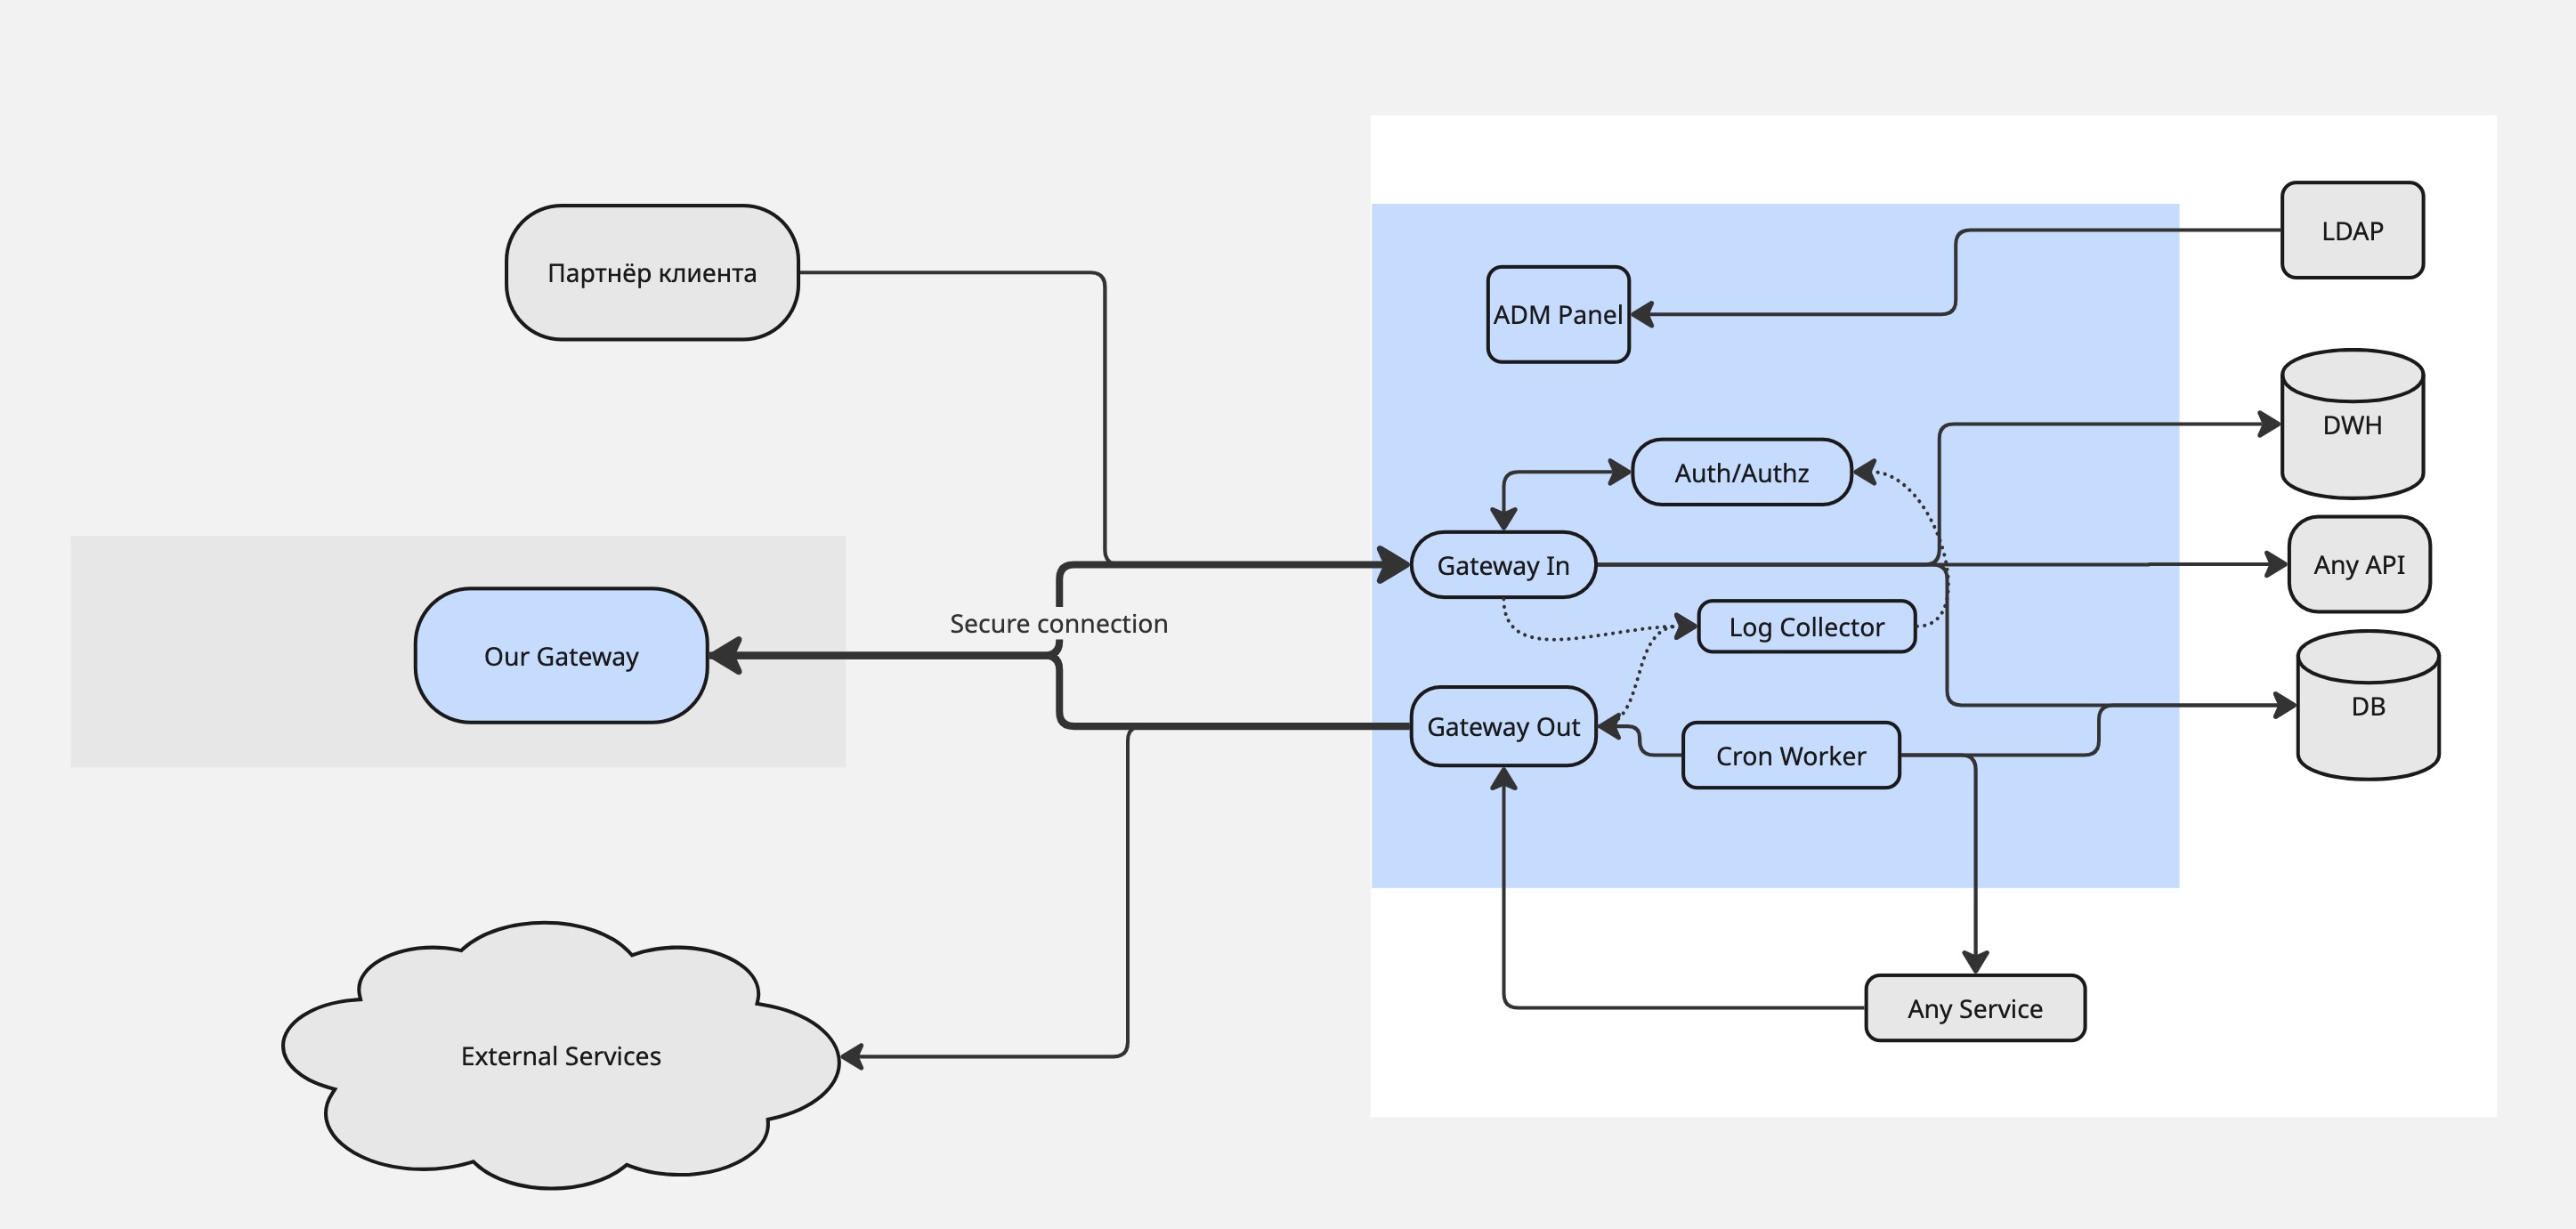 Партнёр клиента
LDAP
ADM Panel
DWH
Auth/Authz
Gateway In
Any API
Secure connection
Log Collector
Our Gateway
DB
Gateway Out
Cron Worker
Any Service
External Services